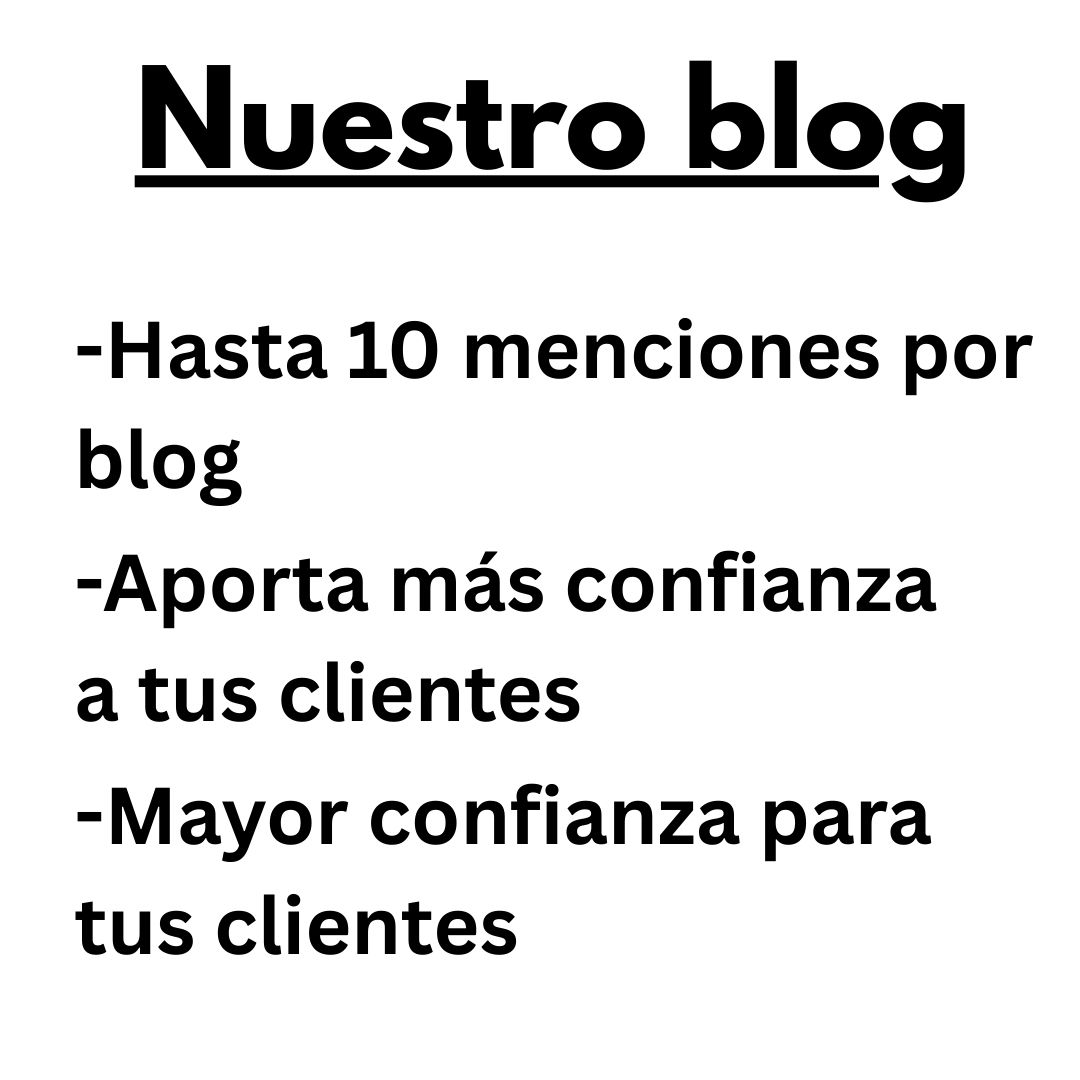 Nuestro blog
-Hasta 10 menciones por
blog
-Aporta más confianza
a tus clientes
-Mayor confianza para
tus clientes